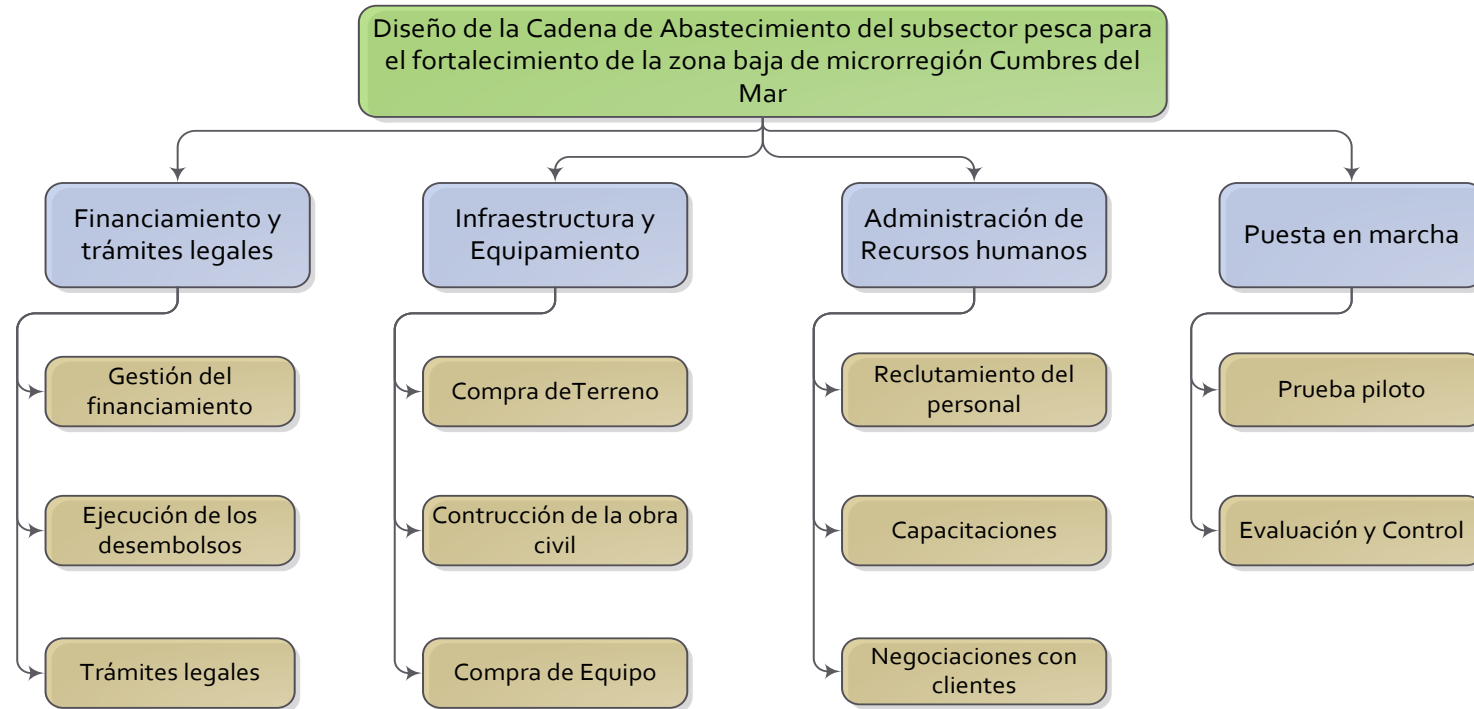 Diseño de la Cadena de Abastecimiento del subsector pesca para
el fortalecimiento de la zona baja de microrregión Cumbres del
Mar
Financiamiento y
trámites legales
Infraestructura y
Equipamiento
Administración de
Recursos humanos
Puesta en marcha
Gestión del
financiamiento
Compra deTerreno
Reclutamiento del
personal
Prueba piloto
Ejecución de los
desembolsos
Contrucción de la obra
civil
Capacitaciones
Evaluación y Control
Trámites legales
Compra de Equipo
Negociaciones con
clientes